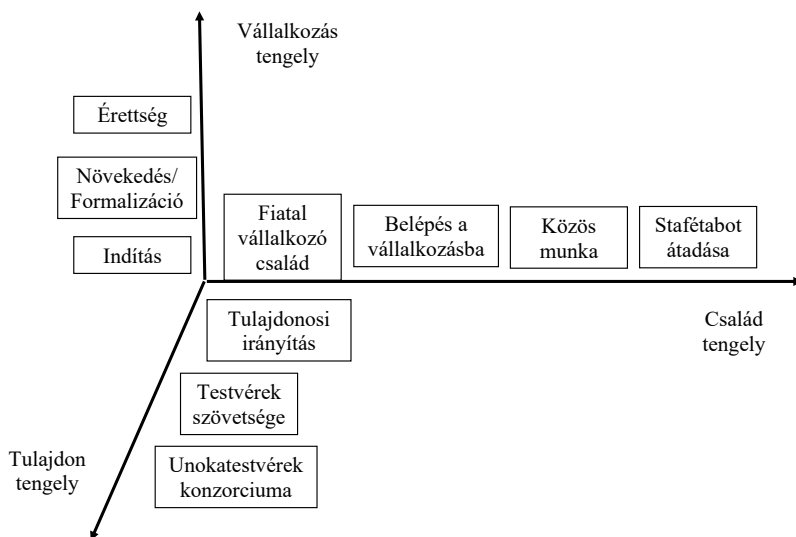 Vállalkozás
tengely
Érettség
Növekedés/
Formalizáció
Indítás
Fiatal
vállalkozó
család
Belépés a
vállalkozásba
Közös
munka
Stafétabot
átadása
Család
tengely
Tulajdonosi
irányítás
Testvérek
szövetsége
Unokatestvérek
konzorciuma
Tulajdon
tengely